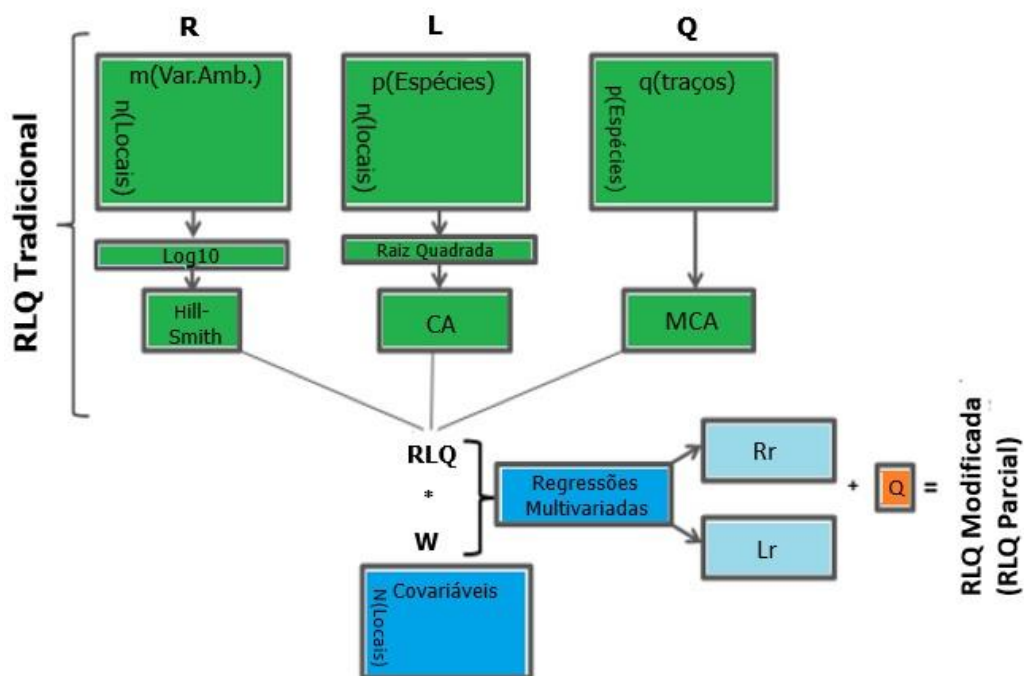 R
L
Q
RLQ Tradicional
m(Var.Amb.)
n(Locais)
p(Espécies)
n(locais)
q(traços)
p(Espécies)
Log10
Raiz Quadrada
Hill-
Smith
CA
MCA
RLQ
*
W
Covariáveis
N(Locais)
Regressões
Multivariadas
Rr
Lr
+
Q
=
RLQ Modificada
(RLQ Parcial)